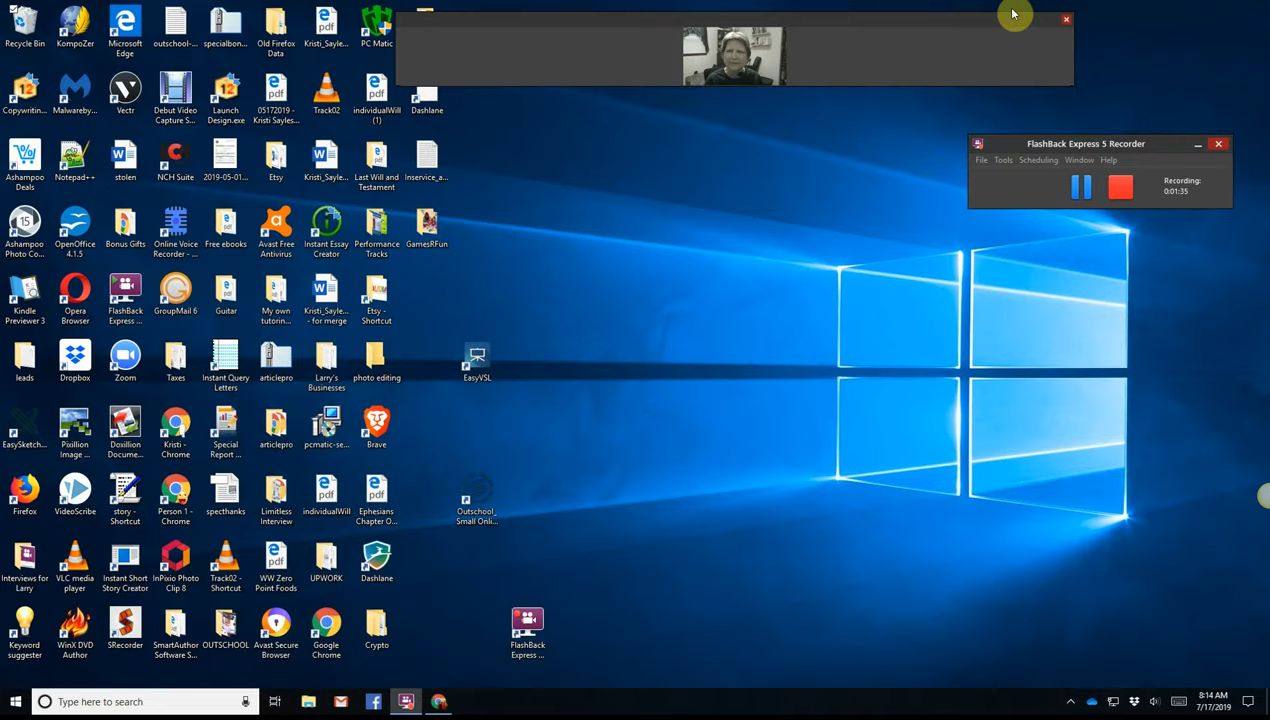 Recycle Bin
KompoZer
Microsoft
Edge
outschool-...
specialbon...
Old Firefox
Data
Kristi_Sayle...
PC Matic
FlashBack Express 5 Recorder
File Tools Scheduling Window Help
Recording:
0:01:35
Copywritin...
Malwareby...
Vectr
Debut Video
Capture S...
Launch
Design.exe
05172019 -
Kristi Sayles...
Track02
individualWill
(1)
Dashlane
Ashampoo
Deals
Notepad++
stolen
NCH Suite
2019-05-01...
Etsy
Kristi_Sayle...
Last Will and
Testament
Inservice_a...
Ashampoo
Photo Co...
OpenOffice
4.1.5
Bonus Gifts
Online Voice
Recorder - ...
Free ebooks
Avast Free
Antivirus
Instant Essay
Creator
Performance
Tracks
GamesRFun
Kindle
Previewer 3
Opera
Browser
FlashBack
Express ...
GroupMail 6
Guitar
My own
tutorin...
Kristi_Sayle...
- for merge
Etsy -
Shortcut
leads
Dropbox
Zoom
Taxes
Instant Query
Letters
articlepro
Larry's
Businesses
photo editing
EasyVSL
EasySketch...
Pixillion
Image ...
Doxillion
Docume...
Kristi -
Chrome
Special
Report ...
articlepro
pcmatic-se...
Brave
Firefox
VideoScribe
story -
Shortcut
Person 1 -
Chrome
specthanks
Limitless
Interview
individualWill
Ephesians
Chapter O...
Outschool_
Small Onli...
Interviews for
Larry
VLC media
player
Instant Short
Story Creator
InPixio Photo
Clip 8
Track02 -
Shortcut
WW Zero
Point Foods
UPWORK
Dashlane
Keyword
suggester
WinX DVD
Author
SRecorder
SmartAuthor
Software S...
OUTSCHOOL
Avast Secure
Browser
Google
Chrome
Crypto
FlashBack
Express ...
Type here to search
8:14 AM
7/17/2019